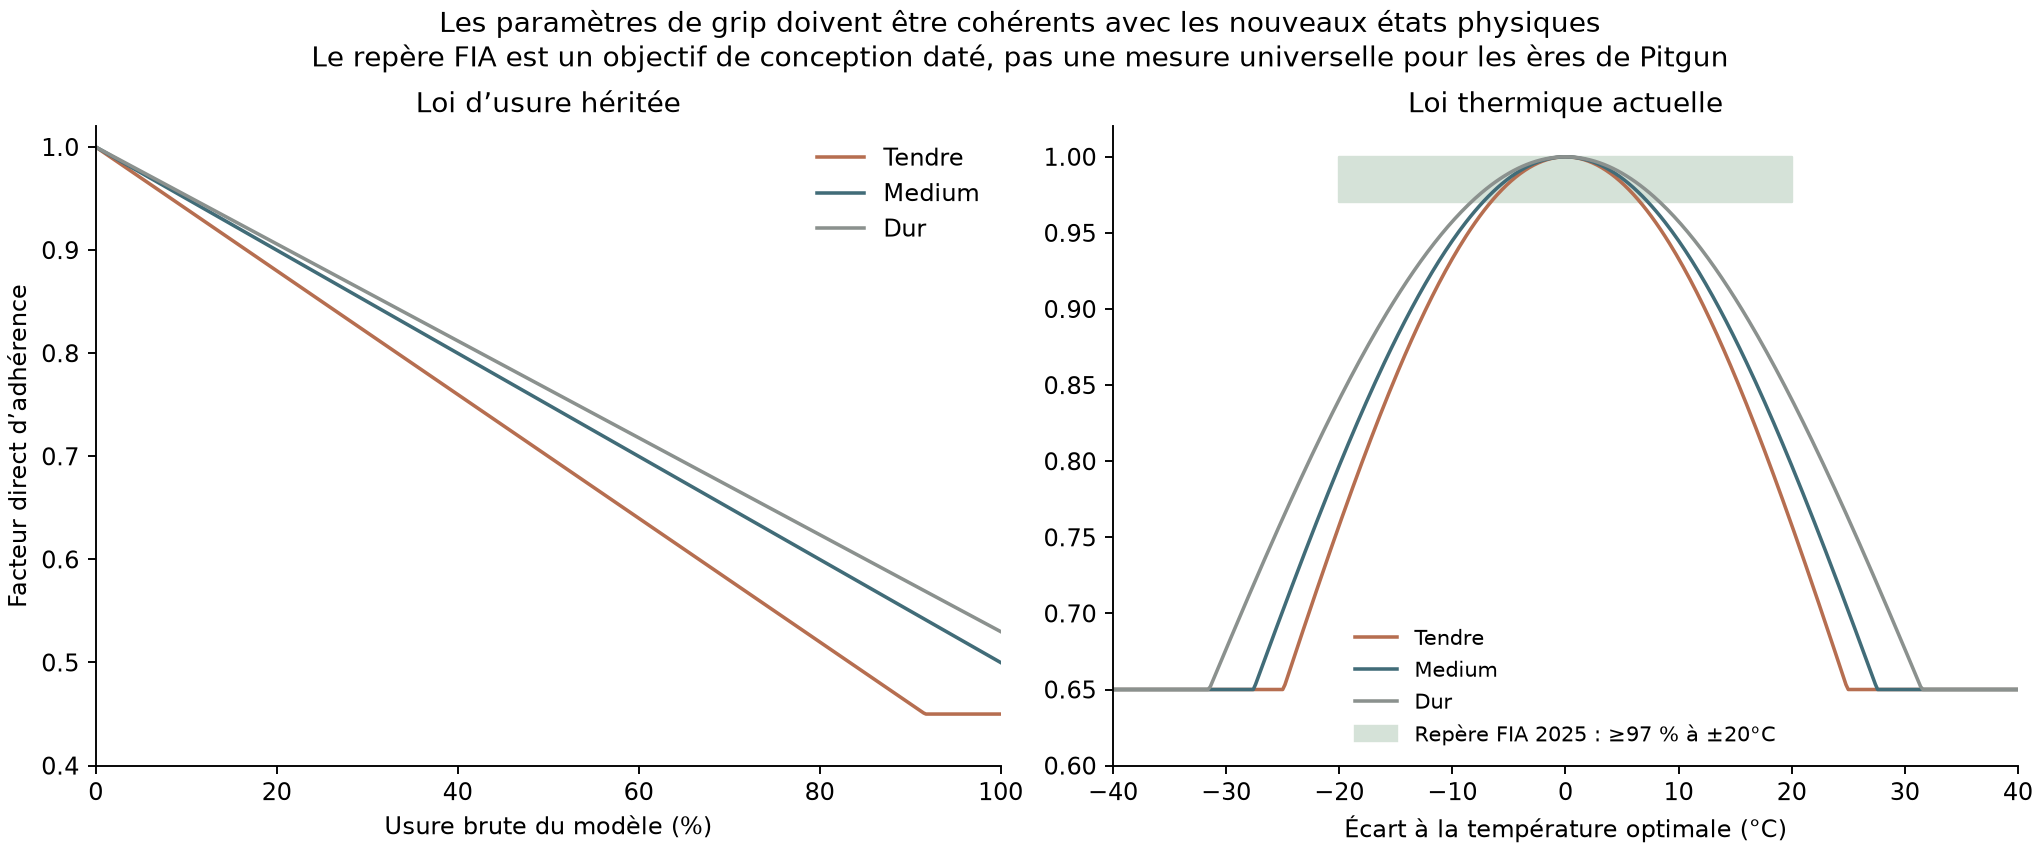 Les paramètres de grip doivent être cohérents avec les nouveaux états physiques
Le repère FIA est un objectif de conception daté, pas une mesure universelle pour les ères de Pitgun
Loi d’usure héritée
Facteur direct d’adhérence
1.0
0.9
0.8
0.7
0.6
0.5
0.4
0
20
40
60
80
100
Usure brute du modèle (%)
Tendre
Medium
Dur
Loi thermique actuelle
1.00
0.95
0.90
0.85
0.80
0.75
0.70
0.65
0.60
−40
−30
−20
−10
0
10
20
30
40
Écart à la température optimale (°C)
Tendre
Medium
Dur
Repère FIA 2025 : ≥97 % à ±20°C